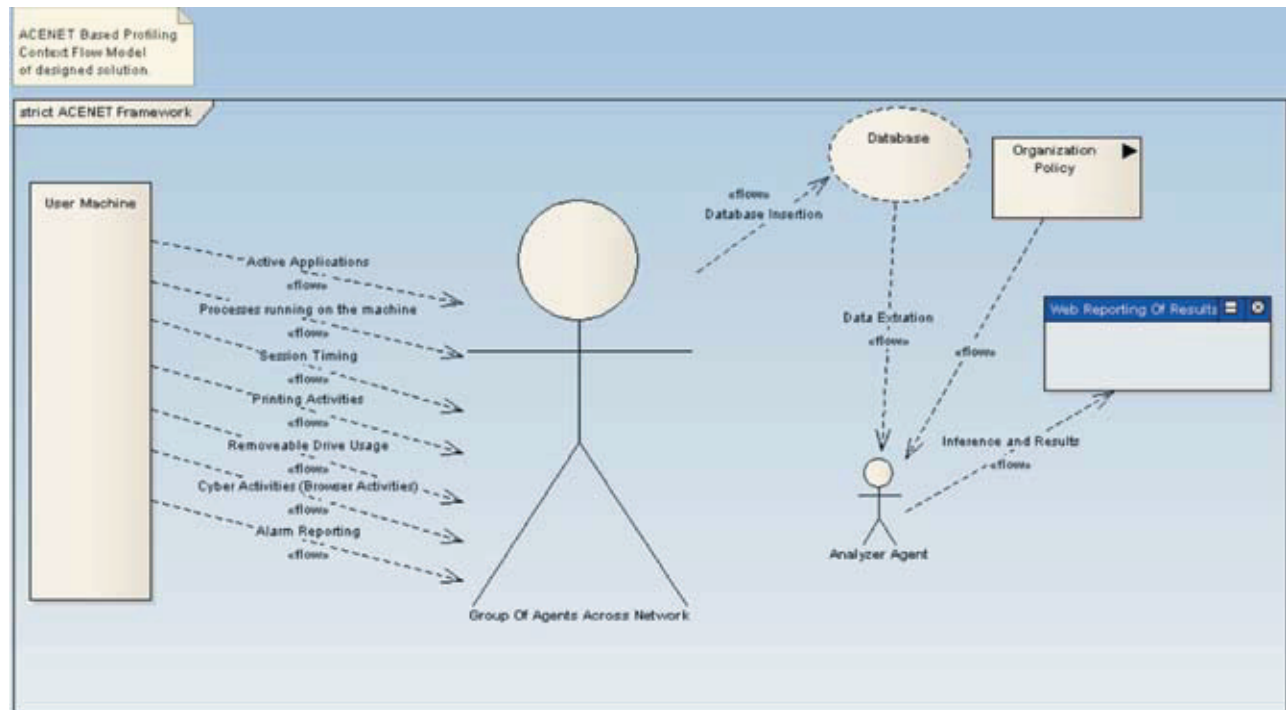 ACENET Based Profiling
Context Flow Model
of designed solution.
strict ACENET Framework
User Machine
Active Applications
«flow»
Processes running on the machine
«flow»
Session Timing
«flow»
Printing Activities
«flow»
Removeable Drive Usage
«flow»
Cyber Activities (Browser Activities)
«flow»
Alarm Reporting
«flow»
Group Of Agents Across Network
«flow»
Database Insertion
Database
Organization
Policy
Data Extration
«flow»
«flow»
Web Reporting Of Results
Inference and Results
«flow»
Analyzer Agent